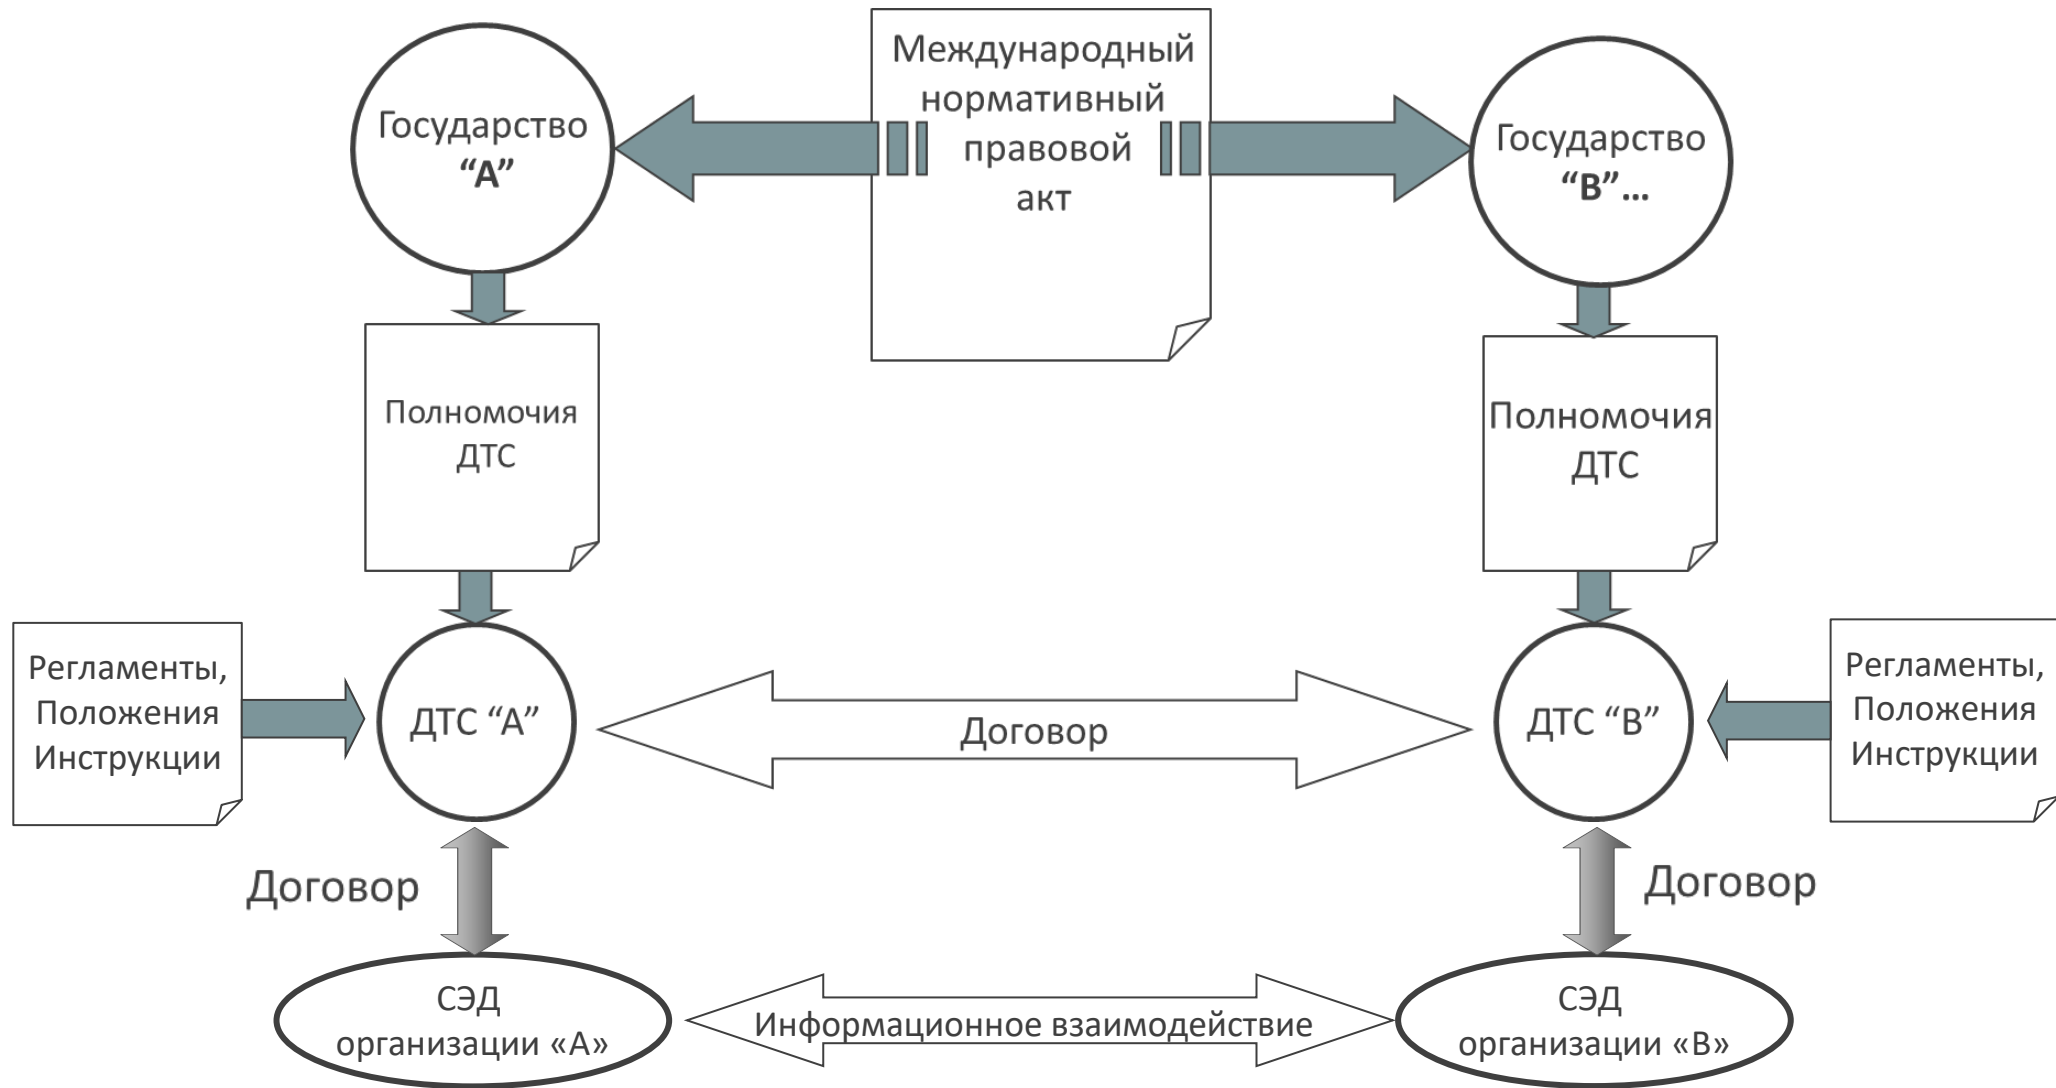 Международный
нормативный
правовой
акт
Государство
“А”
Государство
“В”...
Полномочия
ДТС
Полномочия
ДТС
Регламенты,
Положения
Инструкции
ДТС “А”
Договор
ДТС “В”
Регламенты,
Положения
Инструкции
Договор
Договор
СЭД
организации «А»
Информационное взаимодействие
СЭД
организации «В»